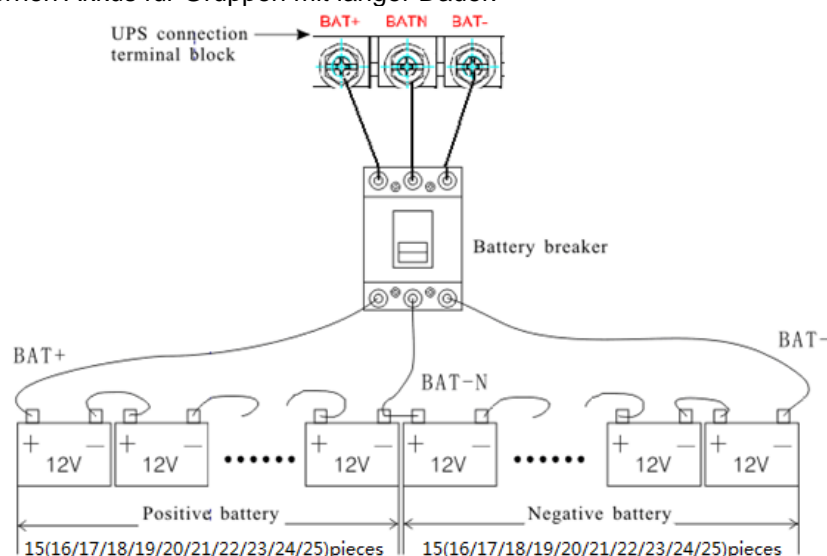 BAT+ BATN BAT-
UPS connection
terminal block
Battery breaker
BAT+
BAT-
BAT-N
+ − + − + − + − + − + −
12V 12V 12V 12V 12V 12V
Positive battery
Negative battery
15(16/17/18/19/20/21/22/23/24/25)pieces
15(16/17/18/19/20/21/22/23/24/25)pieces